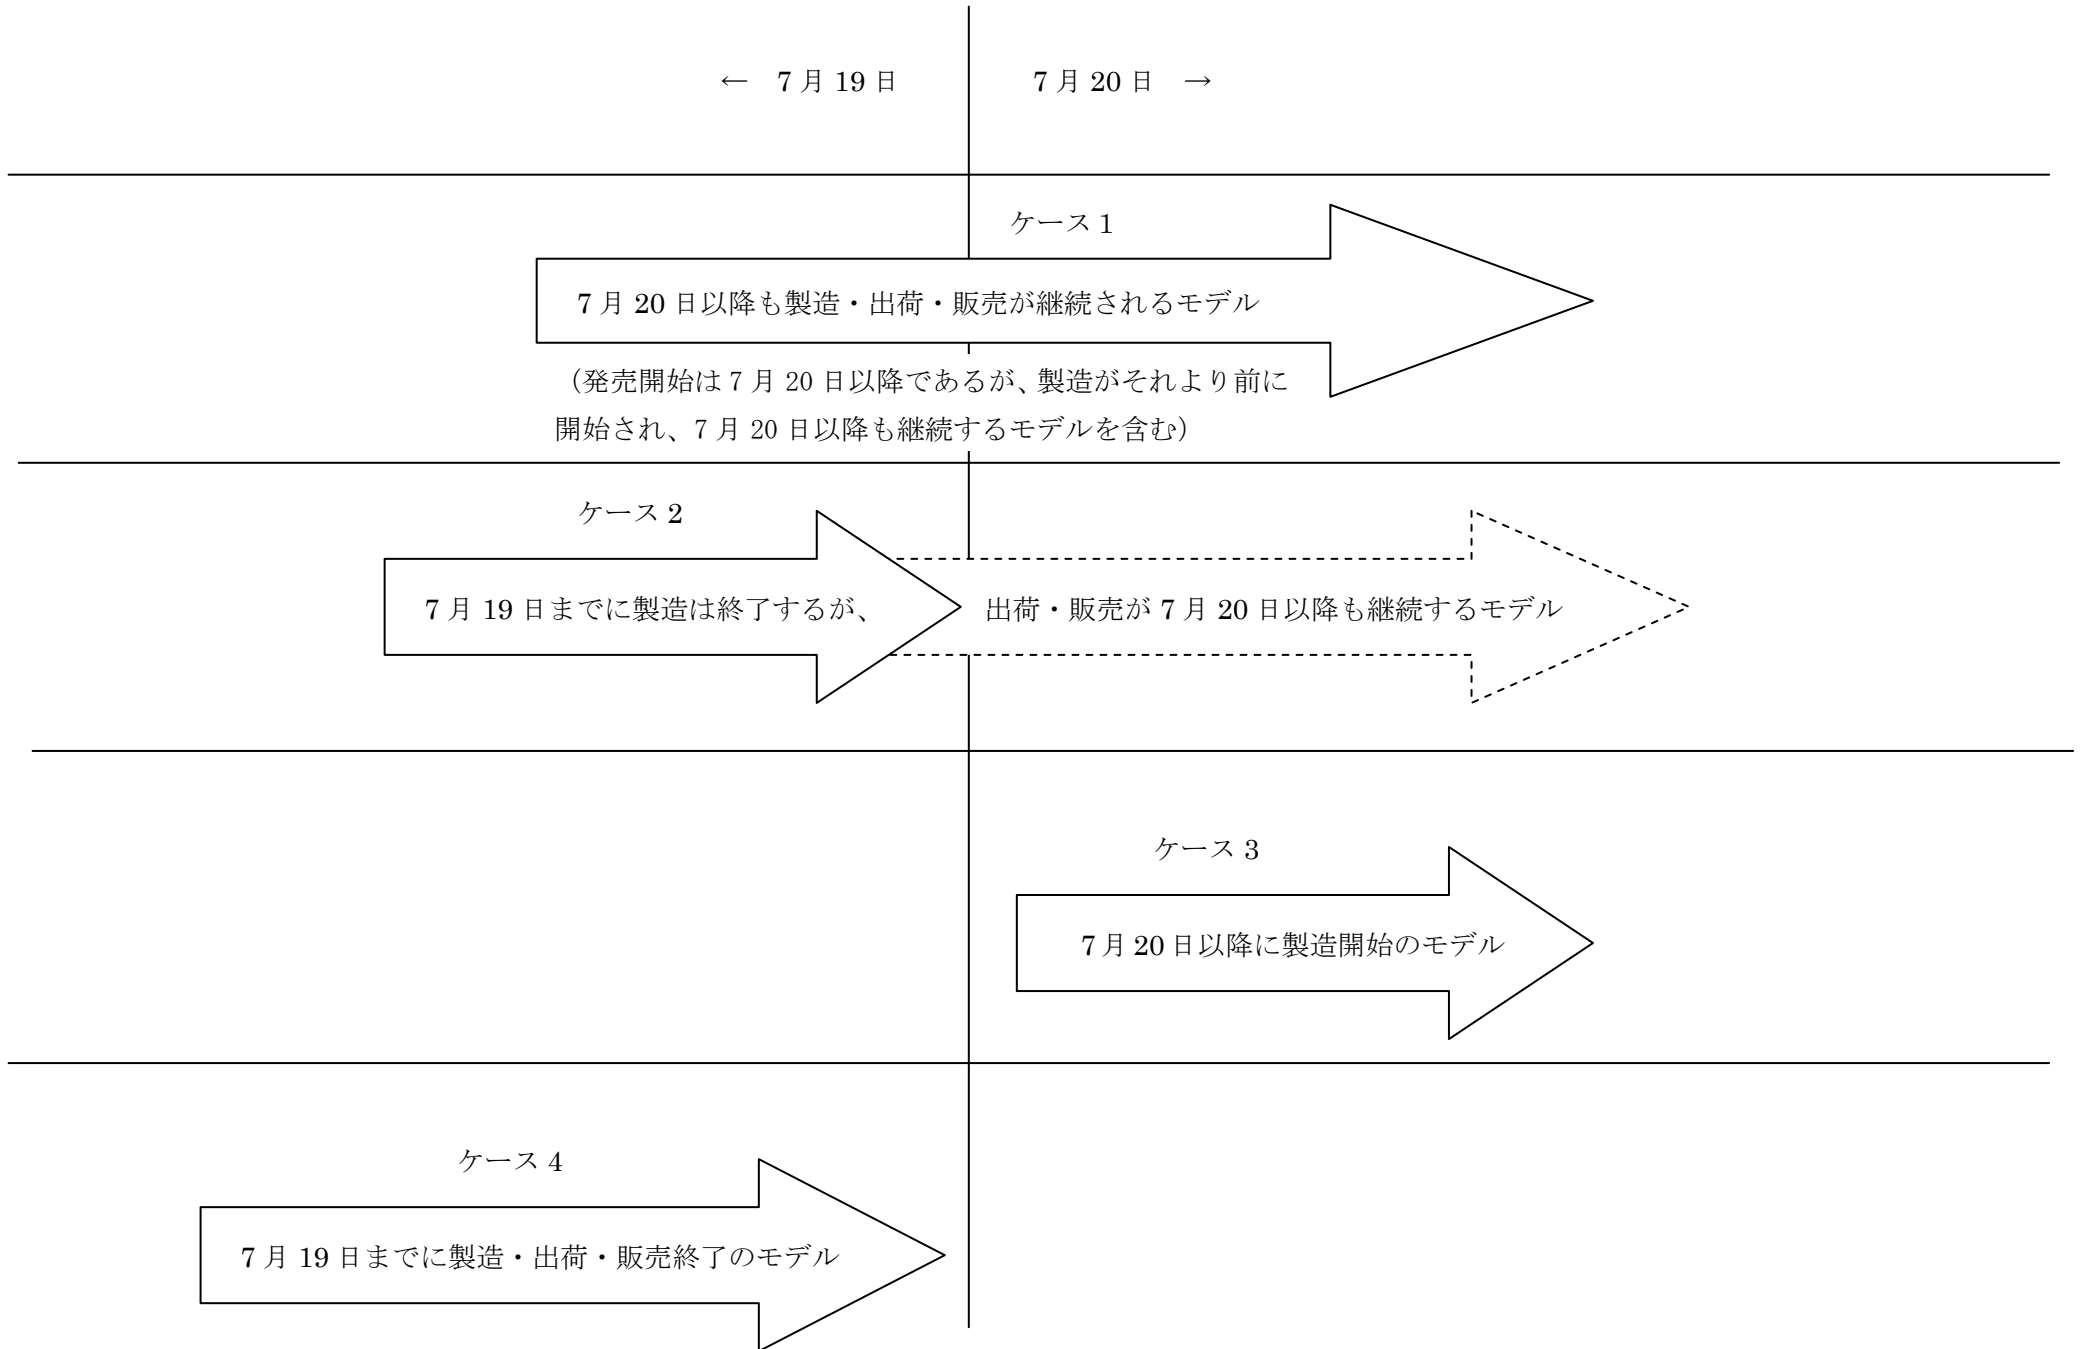 ← 7月19日 7月20日 →
ケース1
7月20日以降も製造・出荷・販売が継続されるモデル
（発売開始は7月20日以降であるが、製造がそれより前に
開始され、7月20日以降も継続するモデルを含む）
ケース2
7月19日までに製造は終了するが、 出荷・販売が7月20日以降も継続するモデル
ケース3
7月20日以降に製造開始のモデル
ケース4
7月19日までに製造・出荷・販売終了のモデル